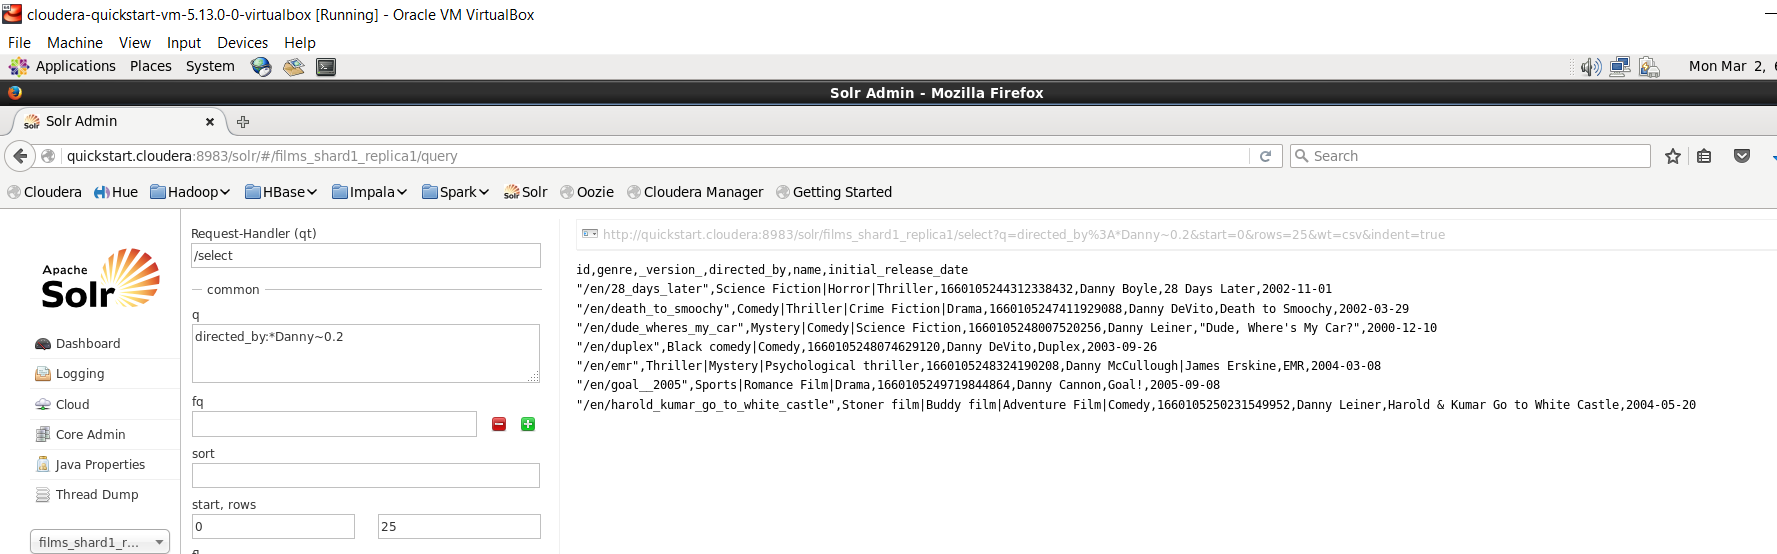 cloudera-quickstart-vm-5.13.0-0-virtualbox [Running] - Oracle VM VirtualBox
File Machine View Input Devices Help
Applications Places System Mon Mar 2,
Solr Admin - Mozilla Firefox
Solr Admin
quickstart.cloudera:8983/solr/#/films_shard1_replica1/query Search
Cloudera Hue Hadoop HBase Impala Spark Solr Oozie Cloudera Manager Getting Started
Apache
Solr
Dashboard
Logging
Cloud
Core Admin
Java Properties
Thread Dump
films_shard1_r...
Request-Handler (qt)
/select
common
q
directed_by:*Danny~0.2
fq
sort
start, rows
0 25
http://quickstart.cloudera:8983/solr/films_shard1_replica1/select?q=directed_by%3A*Danny~0.2&start=0&rows=25&wt=csv&indent=true
id,genre,_version_,directed_by,name,initial_release_date
"/en/28_days_later",Science Fiction|Horror|Thriller,1660105244312338432,Danny Boyle,28 Days Later,2002-11-01
"/en/death_to_smoochy",Comedy|Thriller|Crime Fiction|Drama,1660105247411929088,Danny DeVito,Death to Smoochy,2002-03-29
"/en/dude_wheres_my_car",Mystery|Comedy|Science Fiction,1660105248007520256,Danny Leiner,"Dude, Where's My Car?",2000-12-10
"/en/duplex",Black comedy|Comedy,1660105248074629120,Danny DeVito,Duplex,2003-09-26
"/en/emr",Thriller|Mystery|Psychological thriller,1660105248324190208,Danny McCullough|James Erskine,EMR,2004-03-08
"/en/goal__2005",Sports|Romance Film|Drama,1660105249719844864,Danny Cannon,Goal!,2005-09-08
"/en/harold_kumar_go_to_white_castle",Stoner film|Buddy film|Adventure Film|Comedy,1660105250231549952,Danny Leiner,Harold & Kumar Go to White Castle,2004-05-20